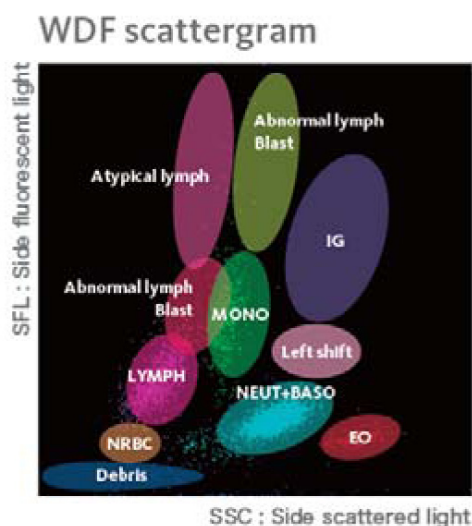 WDF scattergram
SFL : Side fluorescent light
Abnormal lymph
Blast
Atypical lymph
IG
Abnormal lymph
Blast
MONO
Left shift
LYMPH
NEUT+BASO
NRBC
EO
Debris
SSC : Side scattered light